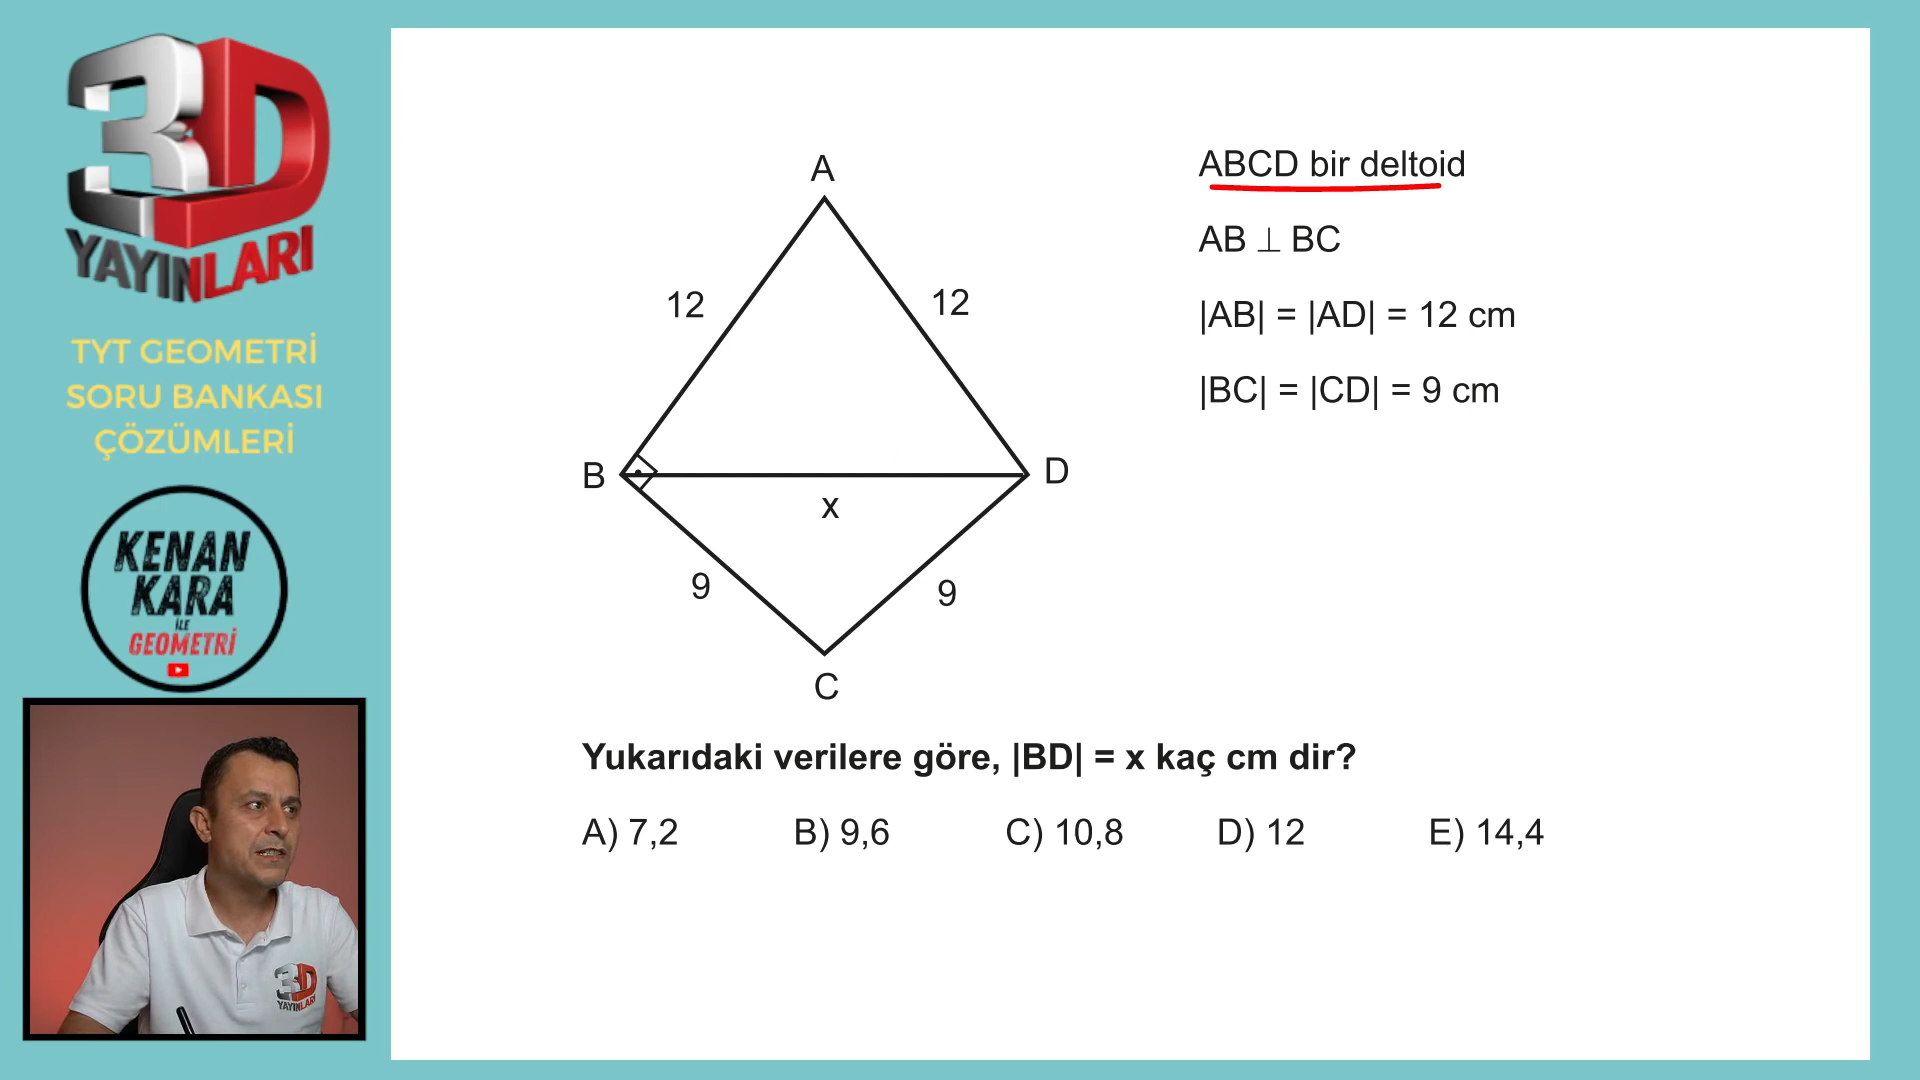 3D
YAYINLARI
TYT GEOMETRİ
SORU BANKASI
ÇÖZÜMLERİ
KENAN
KARA
İLE
GEOMETRİ
3D
YAYINLARI
A
12
12
B
D
x
9
9
C
ABCD bir deltoid
AB ⊥ BC
|AB| = |AD| = 12 cm
|BC| = |CD| = 9 cm
Yukarıdaki verilere göre, |BD| = x kaç cm dir?
A) 7,2 B) 9,6 C) 10,8 D) 12 E) 14,4